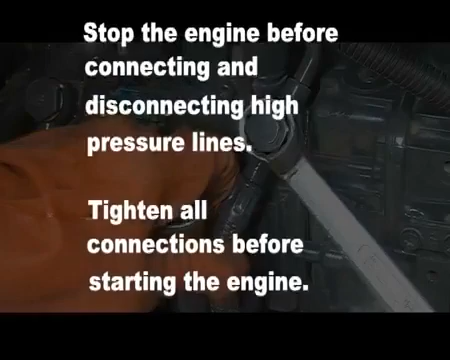 Stop the engine before
connecting and
disconnecting high
pressure lines.
Tighten all
connections before
starting the engine.